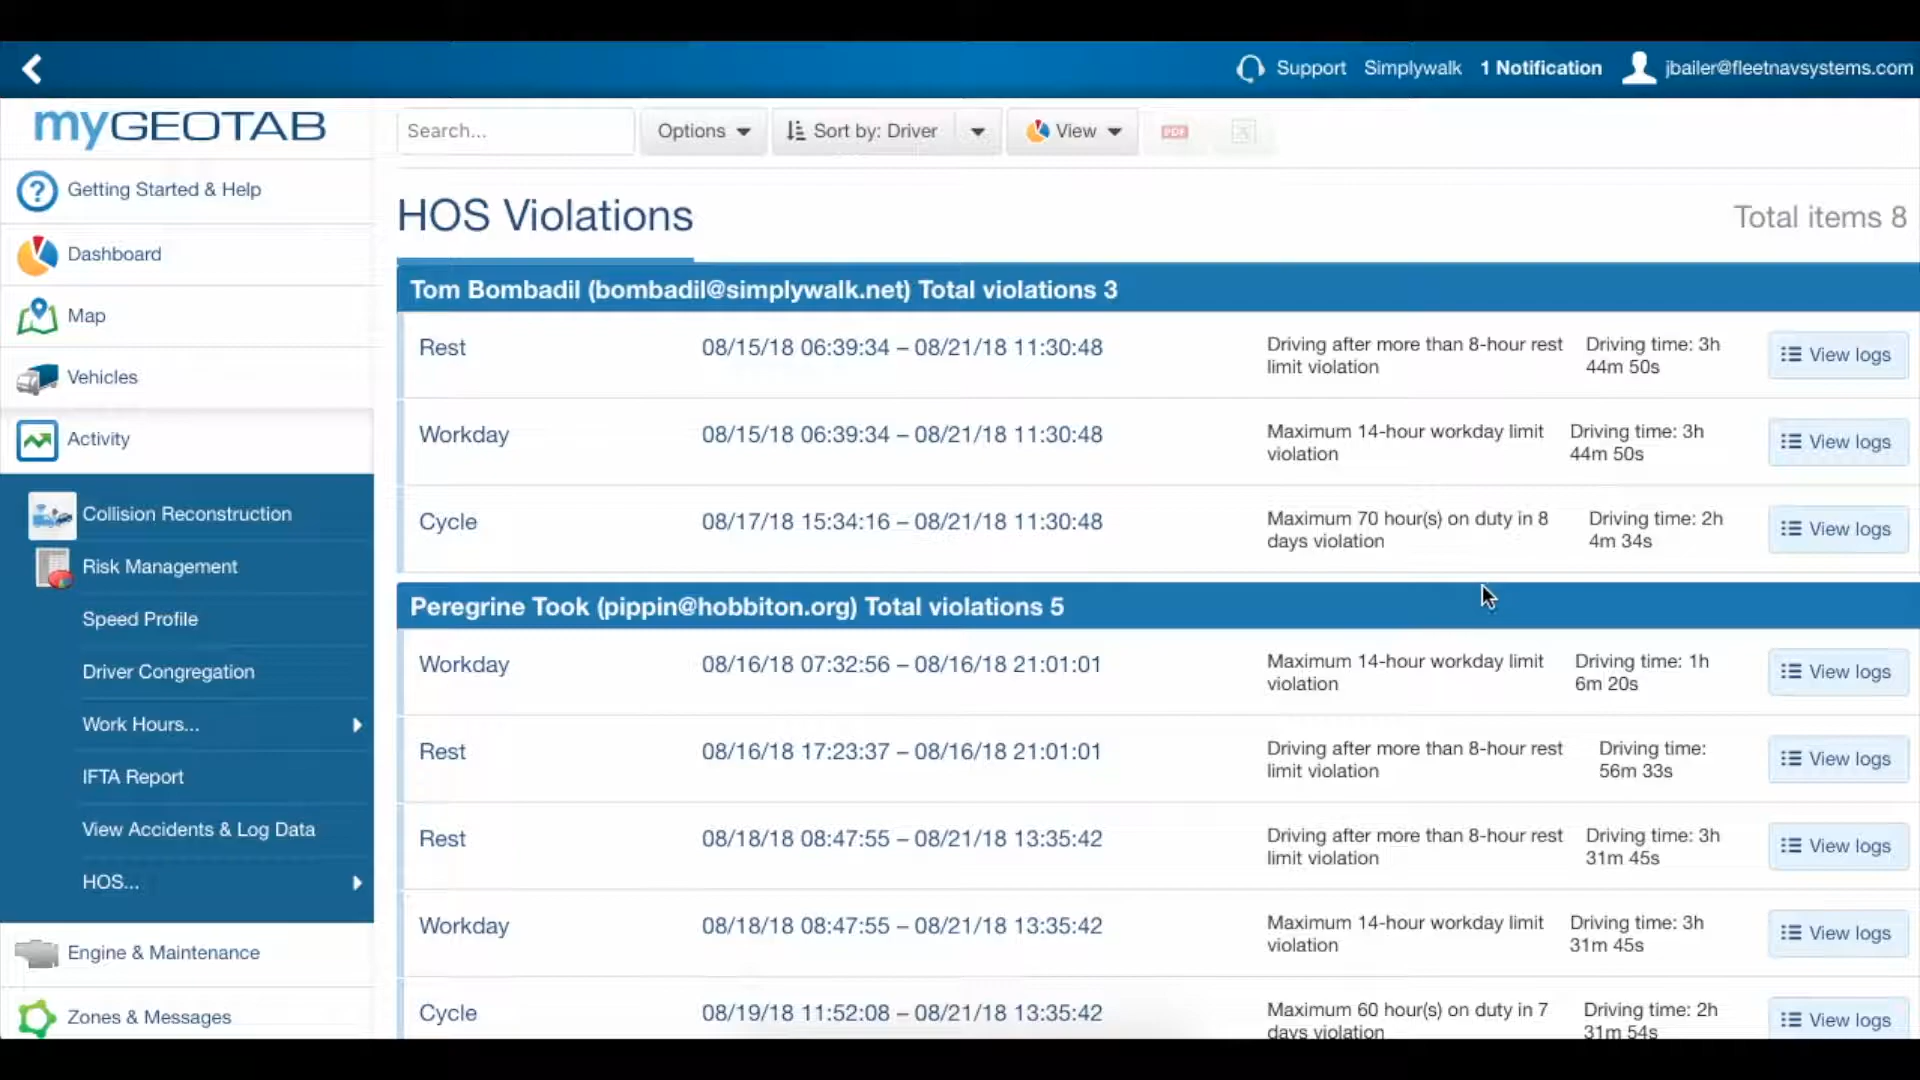 Support Simplywalk 1 Notification jbailer@fleetnavsystems.com
myGEOTAB
Search... Options Sort by: Driver View PDF
Getting Started & Help
Dashboard
Map
Vehicles
Activity
Collision Reconstruction
Risk Management
Speed Profile
Driver Congregation
Work Hours...
IFTA Report
View Accidents & Log Data
HOS...
Engine & Maintenance
Zones & Messages
HOS Violations Total items 8
Tom Bombadil (bombadil@simplywalk.net) Total violations 3
Rest 08/15/18 06:39:34 – 08/21/18 11:30:48 Driving after more than 8-hour rest Driving time: 3h View logs
limit violation 44m 50s
Workday 08/15/18 06:39:34 – 08/21/18 11:30:48 Maximum 14-hour workday limit Driving time: 3h View logs
violation 44m 50s
Cycle 08/17/18 15:34:16 – 08/21/18 11:30:48 Maximum 70 hour(s) on duty in 8 Driving time: 2h View logs
days violation 4m 34s
Peregrine Took (pippin@hobbiton.org) Total violations 5
Workday 08/16/18 07:32:56 – 08/16/18 21:01:01 Maximum 14-hour workday limit Driving time: 1h View logs
violation 6m 20s
Rest 08/16/18 17:23:37 – 08/16/18 21:01:01 Driving after more than 8-hour rest Driving time: View logs
limit violation 56m 33s
Rest 08/18/18 08:47:55 – 08/21/18 13:35:42 Driving after more than 8-hour rest Driving time: 3h View logs
limit violation 31m 45s
Workday 08/18/18 08:47:55 – 08/21/18 13:35:42 Maximum 14-hour workday limit Driving time: 3h View logs
violation 31m 45s
Cycle 08/19/18 11:52:08 – 08/21/18 13:35:42 Maximum 60 hour(s) on duty in 7 Driving time: 2h View logs
days violation 31m 54s